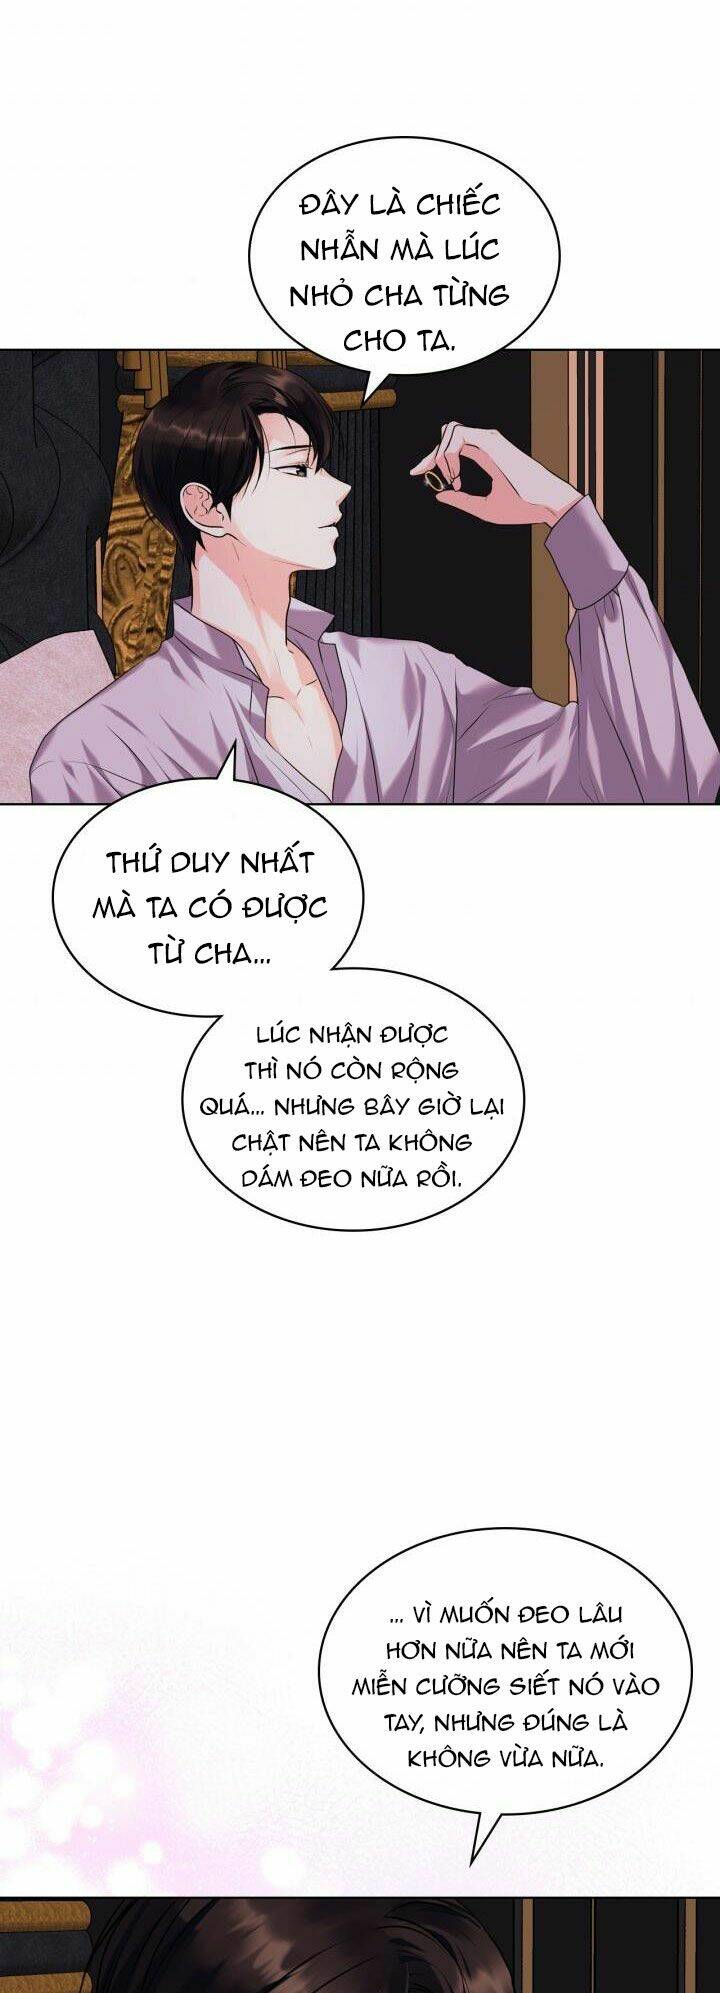 ĐÂY LÀ CHIẾC
NHẪN MÀ LÚC
NHỎ CHA TỪNG
CHO TA.
THỨ DUY NHẤT
MÀ TA CÓ ĐƯỢC
TỪ CHA...
LÚC NHẬN ĐƯỢC
THÌ NÓ CÒN RỘNG
QUÁ... NHƯNG BÂY GIỜ LẠI
CHẬT NÊN TA KHÔNG
DÁM ĐEO NỮA RỒI.
... VÌ MUỐN ĐEO LÂU
HƠN NỮA NÊN TA MỚI
MIỄN CƯỠNG SIẾT NÓ VÀO
TAY, NHƯNG ĐÚNG LÀ
KHÔNG VỪA NỮA.